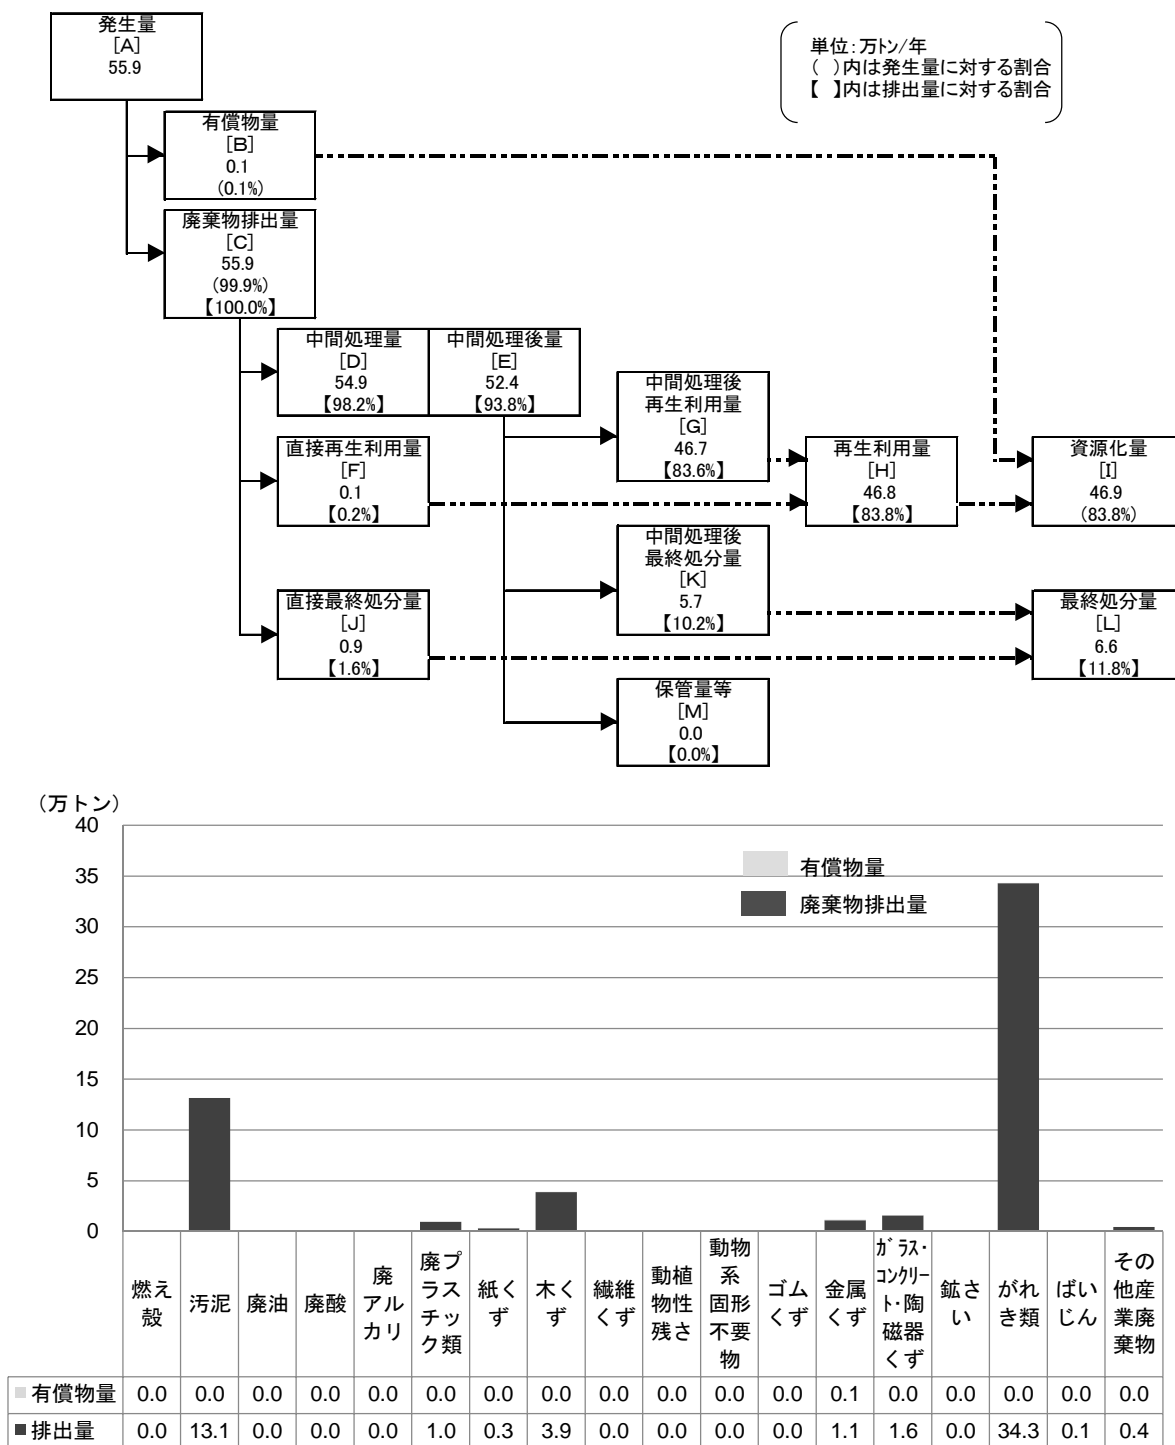 発生量
[A]
55.9
単位：万トン/年
（　）内は発生量に対する割合
【　】内は排出量に対する割合
有償物量
[B]
0.1
(0.1%)
廃棄物排出量
[C]
55.9
(99.9%)
【100.0%】
中間処理量
[D]
54.9
【98.2%】
中間処理後量
[E]
52.4
【93.8%】
中間処理後
再生利用量
[G]
46.7
【83.6%】
直接再生利用量
[F]
0.1
【0.2%】
再生利用量
[H]
46.8
【83.8%】
資源化量
[I]
46.9
(83.8%)
中間処理後
最終処分量
[K]
5.7
【10.2%】
直接最終処分量
[J]
0.9
【1.6%】
最終処分量
[L]
6.6
【11.8%】
保管量等
[M]
0.0
【0.0%】
（万トン）
40
35
30
25
20
15
10
5
0
有償物量
廃棄物排出量
燃え
殻
汚泥
廃油
廃酸
廃
アル
カリ
廃プ
ラス
チッ
ク類
紙く
ず
木く
ず
繊維
くず
動植
物性
残さ
動物
系
固形
不要
物
ゴム
くず
金属
くず
ガラス・
コンクリー
ト・陶
磁器
くず
鉱さ
い
がれ
き類
ばい
じん
その
他産
業廃
棄物
有償物量 0.0 0.0 0.0 0.0 0.0 0.0 0.0 0.0 0.0 0.0 0.0 0.0 0.1 0.0 0.0 0.0 0.0 0.0
排出量 0.0 13.1 0.0 0.0 0.0 1.0 0.3 3.9 0.0 0.0 0.0 0.0 1.1 1.6 0.0 34.3 0.1 0.4